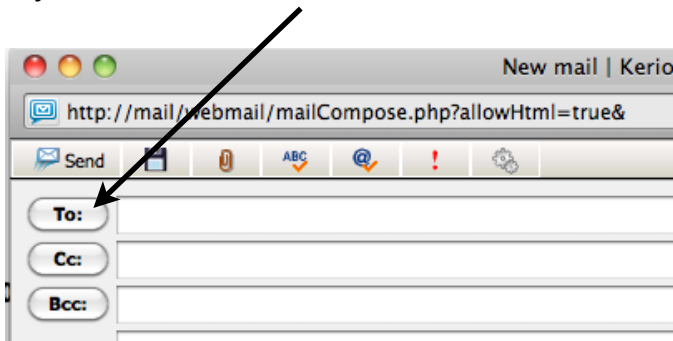 New mail | Kerio
http://mail/webmail/mailCompose.php?allowHtml=true&
Send ABC @ !
To:
Cc:
Bcc: